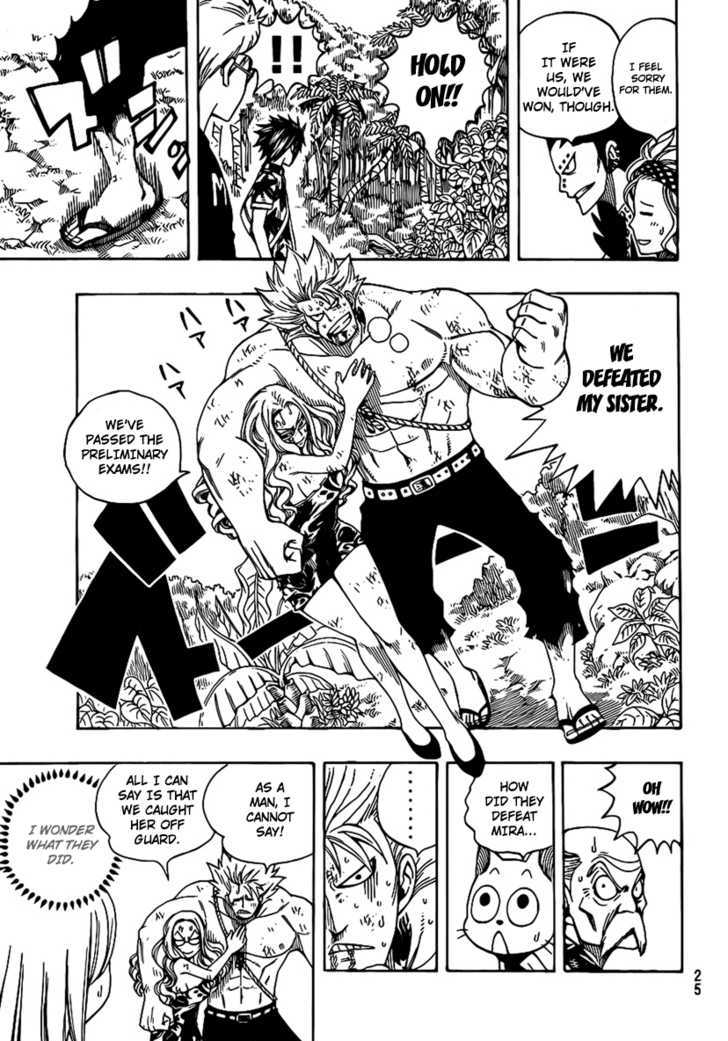 I FEEL
SORRY
FOR THEM.
IF
IT WERE
US, WE
WOULD'VE
WON, THOUGH.
HOLD
ON!!
!!
WE
DEFEATED
MY SISTER.
ハァ
ハァ
WE'VE
PASSED THE
PRELIMINARY
EXAMS!!
OH
WOW!!
HOW
DID THEY
DEFEAT
MIRA...
......
AS A
MAN, I
CANNOT
SAY!
ALL I CAN
SAY IS THAT
WE CAUGHT
HER OFF
GUARD.
I WONDER
WHAT THEY
DID.
25